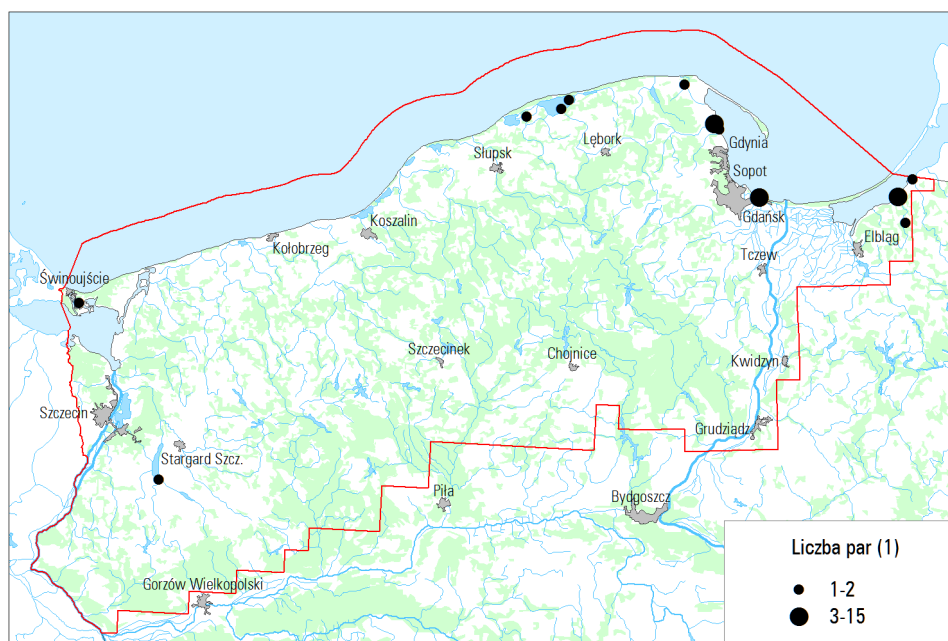 Gdynia
Lębork
Słupsk
Sopot
Gdańsk
Koszalin
Elbląg
Kołobrzeg
Tczew
Świnoujście
Szczecinek
Chojnice
Kwidzyn
Szczecin
Grudziądz
Stargard Szcz.
Piła
Bydgoszcz
Liczba par (1)
Gorzów Wielkopolski
1-2
3-15